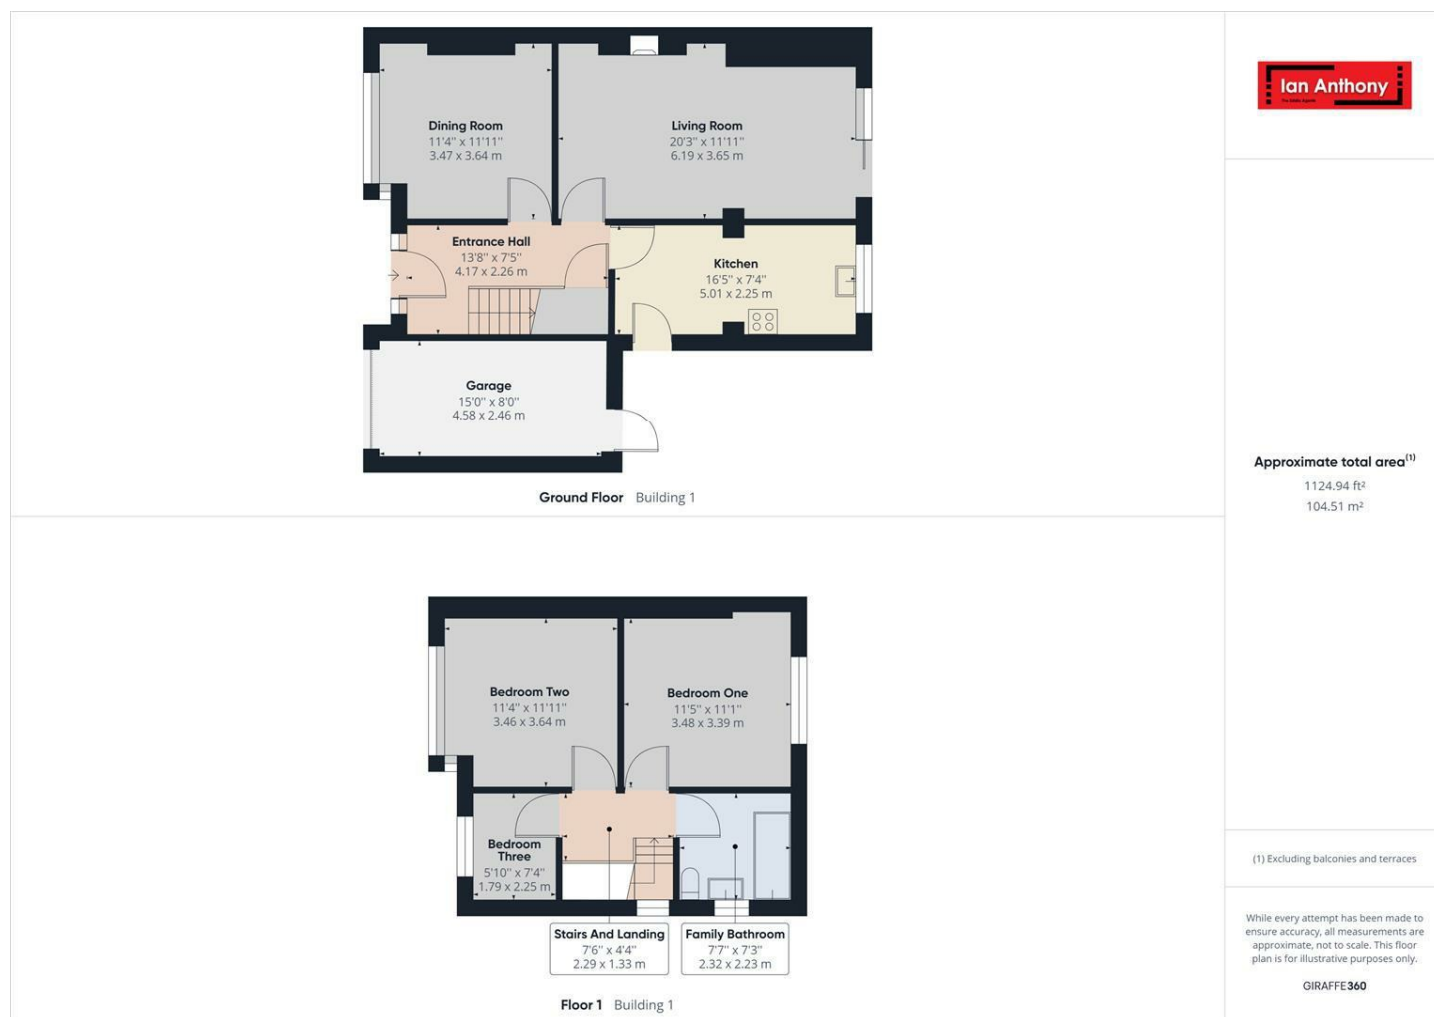 Dining Room
11'4" x 11'11"
3.47 x 3.64 m
Living Room
20'3" x 11'11"
6.19 x 3.65 m
Entrance Hall
13'8" x 7'5"
4.17 x 2.26 m
Kitchen
16'5" x 7'4"
5.01 x 2.25 m
Garage
15'0" x 8'0"
4.58 x 2.46 m
Ground Floor Building 1
Bedroom Two
11'4" x 11'11"
3.46 x 3.64 m
Bedroom One
11'5" x 11'1"
3.48 x 3.39 m
Bedroom
Three
5'10" x 7'4"
1.79 x 2.25 m
Stairs And Landing
7'6" x 4'4"
2.29 x 1.33 m
Family Bathroom
7'7" x 7'3"
2.32 x 2.23 m
Floor 1 Building 1
Ian Anthony
Approximate total area(1)
1124.94 ft²
104.51 m²
(1) Excluding balconies and terraces
While every attempt has been made to
ensure accuracy, all measurements are
approximate, not to scale. This floor
plan is for illustrative purposes only.
GIRAFFE360